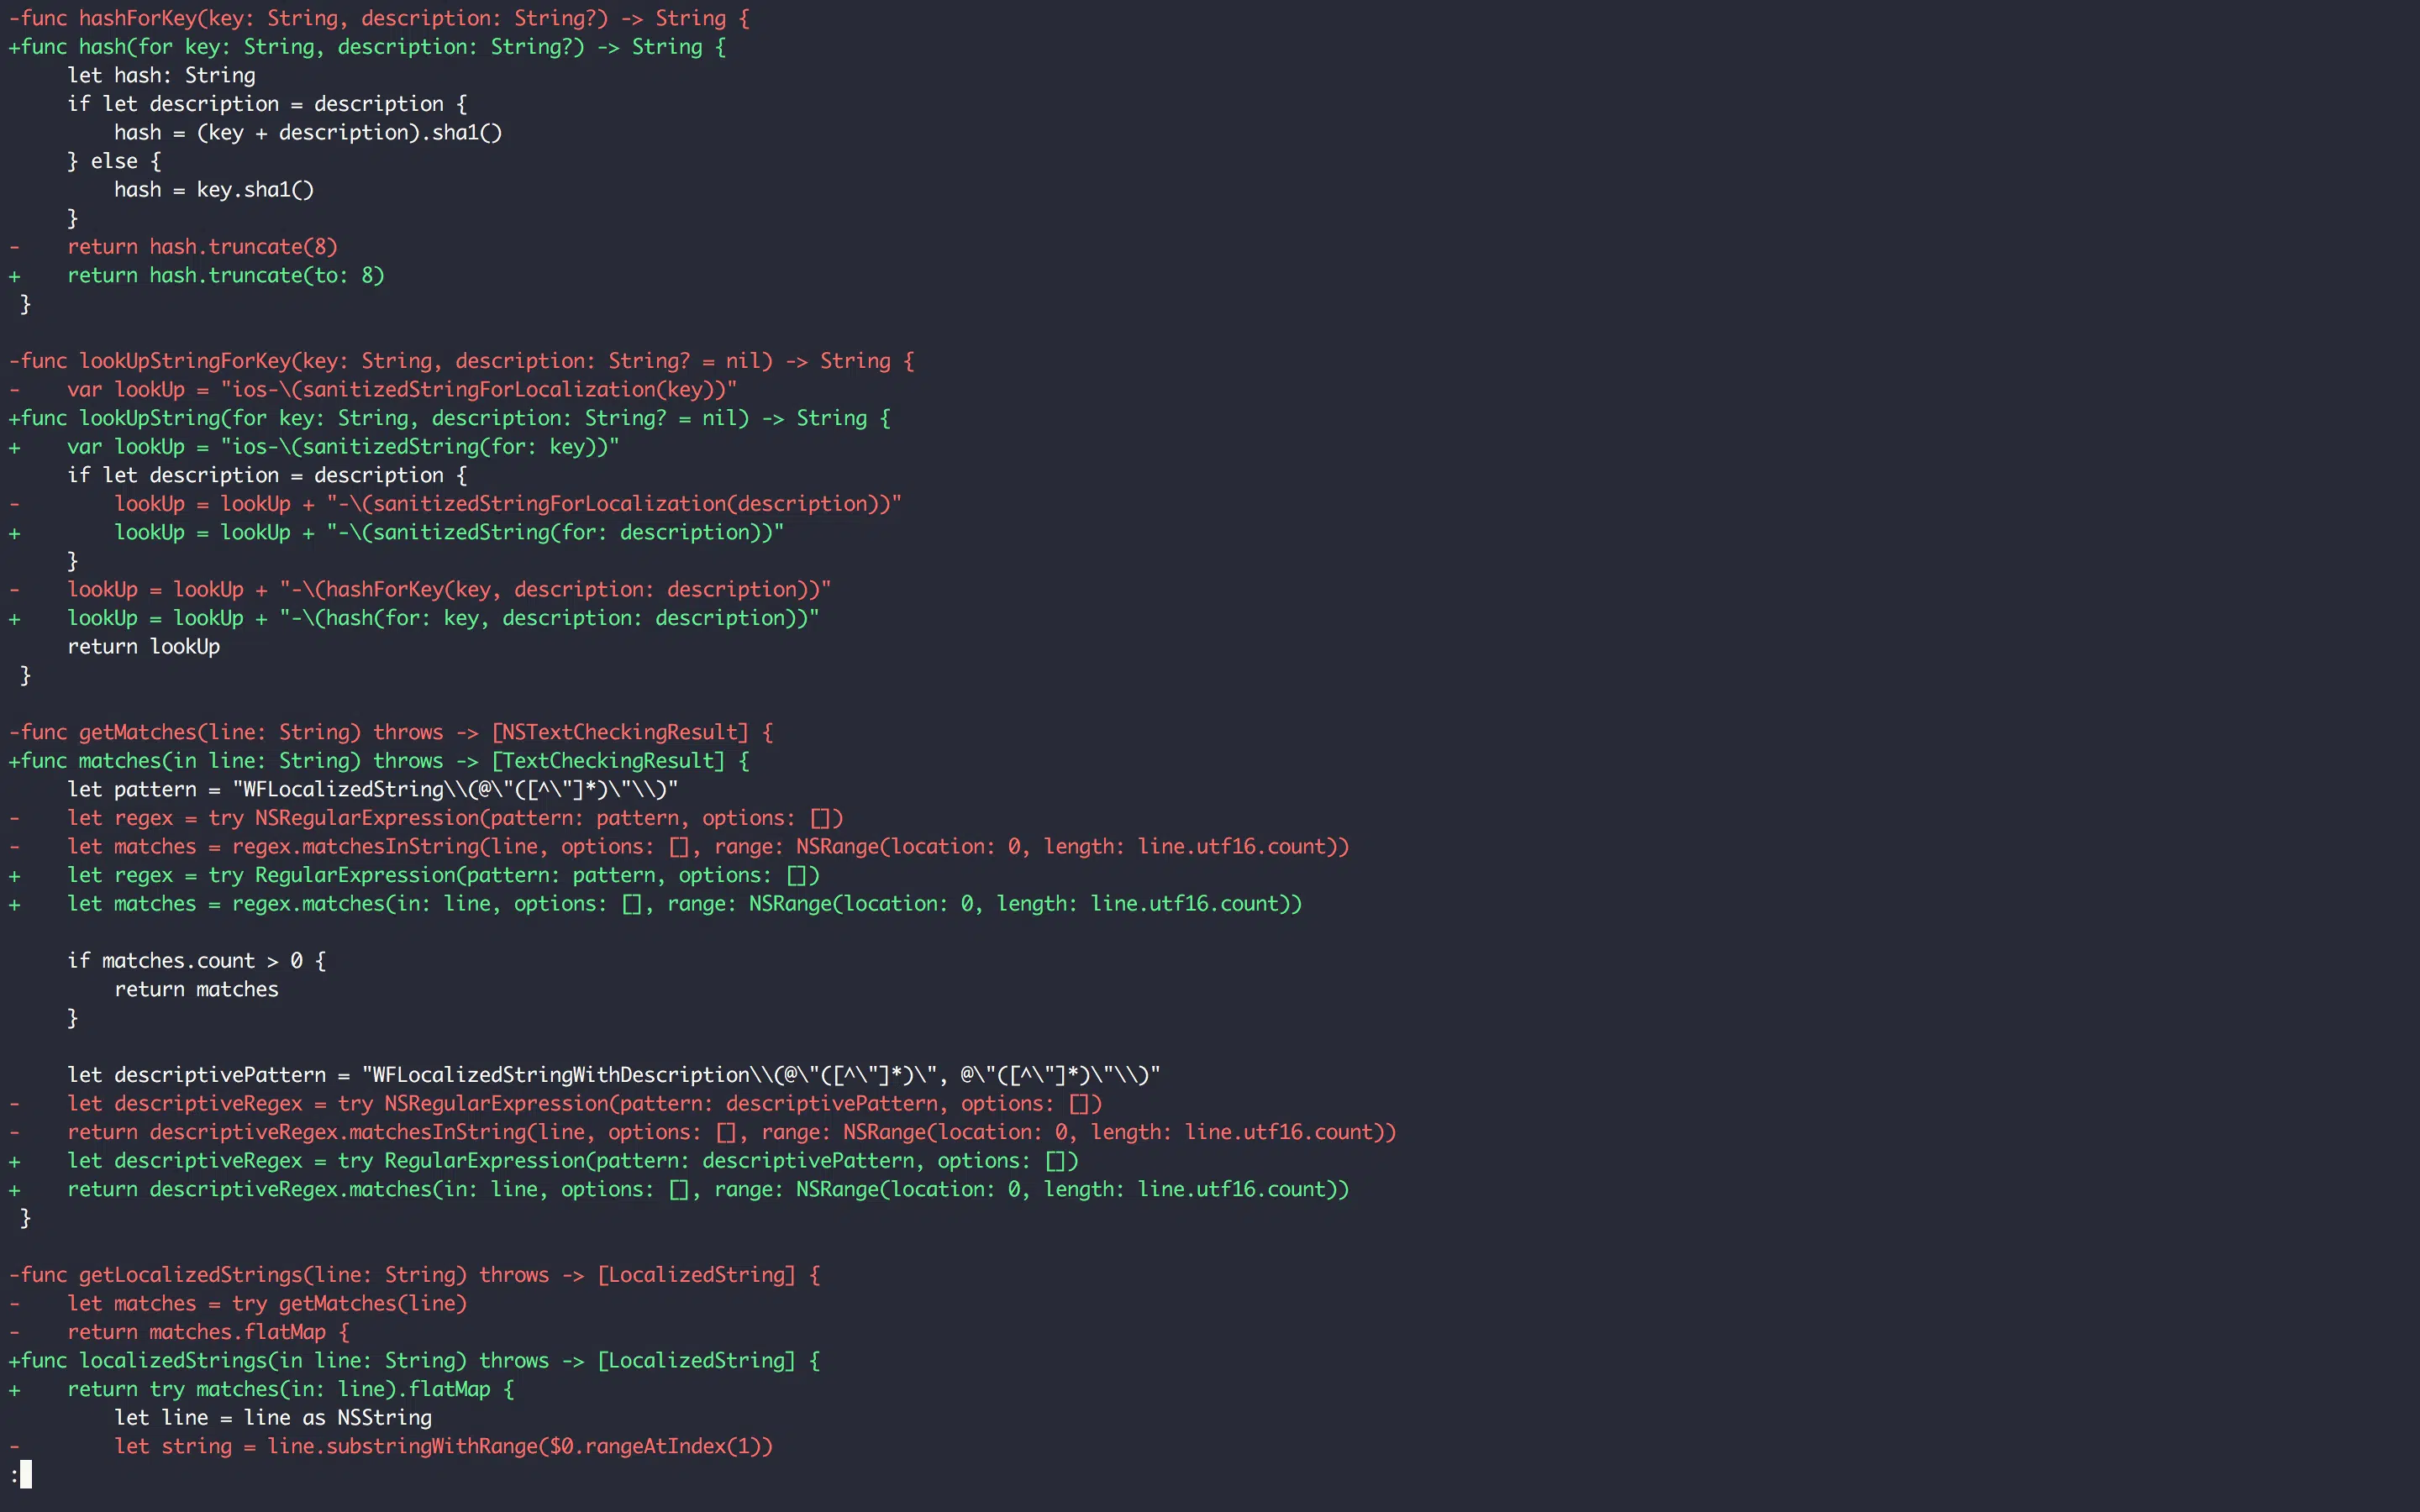 -func hashForKey(key: String, description: String?) -> String {
+func hash(for key: String, description: String?) -> String {
     let hash: String
     if let description = description {
         hash = (key + description).sha1()
     } else {
         hash = key.sha1()
     }
-    return hash.truncate(8)
+    return hash.truncate(to: 8)
 }

-func lookUpStringForKey(key: String, description: String? = nil) -> String {
-    var lookUp = "ios-\(sanitizedStringForLocalization(key))"
+func lookUpString(for key: String, description: String? = nil) -> String {
+    var lookUp = "ios-\(sanitizedString(for: key))"
     if let description = description {
-        lookUp = lookUp + "-\(sanitizedStringForLocalization(description))"
+        lookUp = lookUp + "-\(sanitizedString(for: description))"
     }
-    lookUp = lookUp + "-\(hashForKey(key, description: description))"
+    lookUp = lookUp + "-\(hash(for: key, description: description))"
     return lookUp
 }

-func getMatches(line: String) throws -> [NSTextCheckingResult] {
+func matches(in line: String) throws -> [TextCheckingResult] {
     let pattern = "WFLocalizedString\\(@\"([^\"]*)\"\\)"
-    let regex = try NSRegularExpression(pattern: pattern, options: [])
-    let matches = regex.matchesInString(line, options: [], range: NSRange(location: 0, length: line.utf16.count))
+    let regex = try RegularExpression(pattern: pattern, options: [])
+    let matches = regex.matches(in: line, options: [], range: NSRange(location: 0, length: line.utf16.count))

     if matches.count > 0 {
         return matches
     }

     let descriptivePattern = "WFLocalizedStringWithDescription\\(@\"([^\"]*)\", @\"([^\"]*)\"\\)"
-    let descriptiveRegex = try NSRegularExpression(pattern: descriptivePattern, options: [])
-    return descriptiveRegex.matchesInString(line, options: [], range: NSRange(location: 0, length: line.utf16.count))
+    let descriptiveRegex = try RegularExpression(pattern: descriptivePattern, options: [])
+    return descriptiveRegex.matches(in: line, options: [], range: NSRange(location: 0, length: line.utf16.count))
 }

-func getLocalizedStrings(line: String) throws -> [LocalizedString] {
-    let matches = try getMatches(line)
-    return matches.flatMap {
+func localizedStrings(in line: String) throws -> [LocalizedString] {
+    return try matches(in: line).flatMap {
         let line = line as NSString
-        let string = line.substringWithRange($0.rangeAtIndex(1))
: